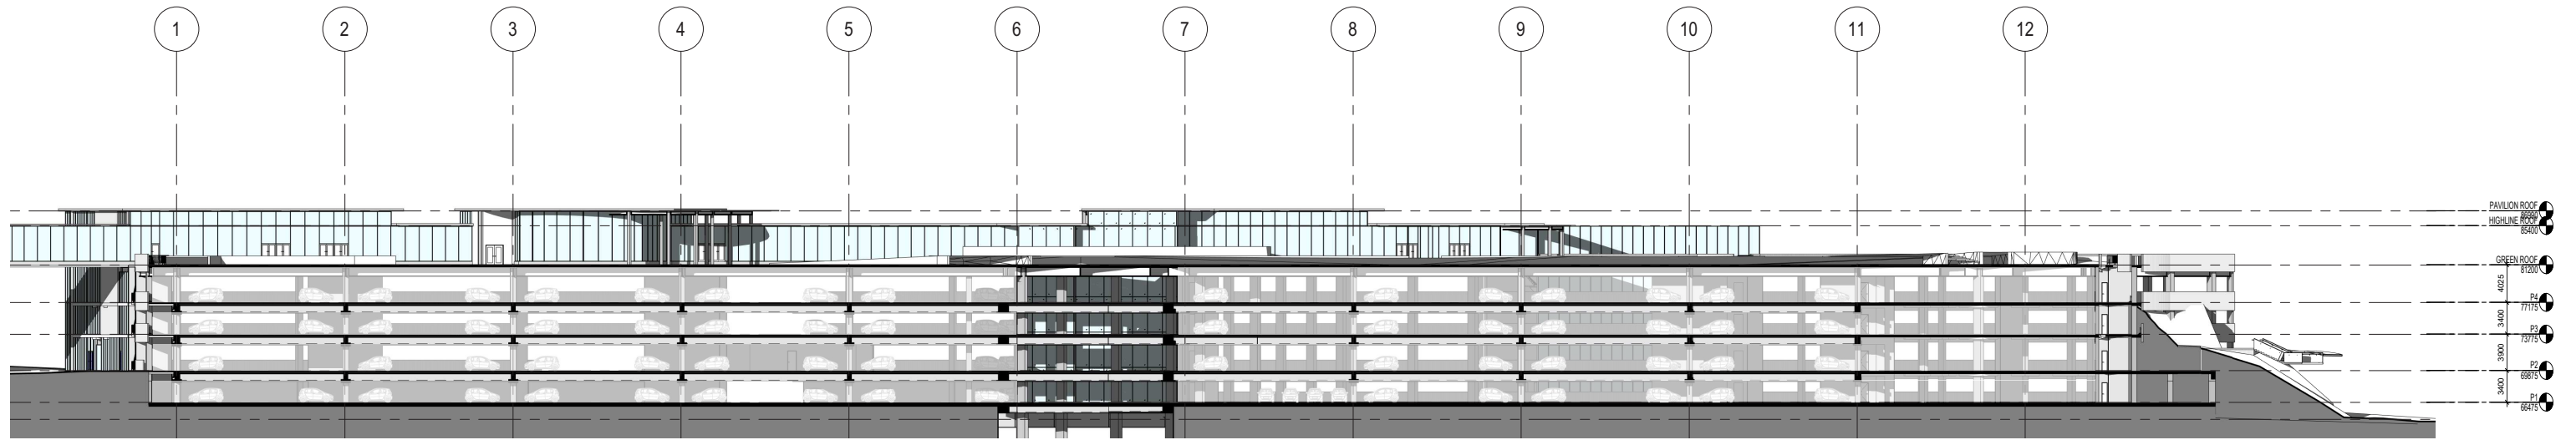 1 2 3 4 5 6 7 8 9 10 11 12
PAVILION ROOF
HIGHLINE ROOF
85400
GREEN ROOF
81200
4025
P4
77175
3400
P3
73775
3900
P2
69875
3400
P1
66475